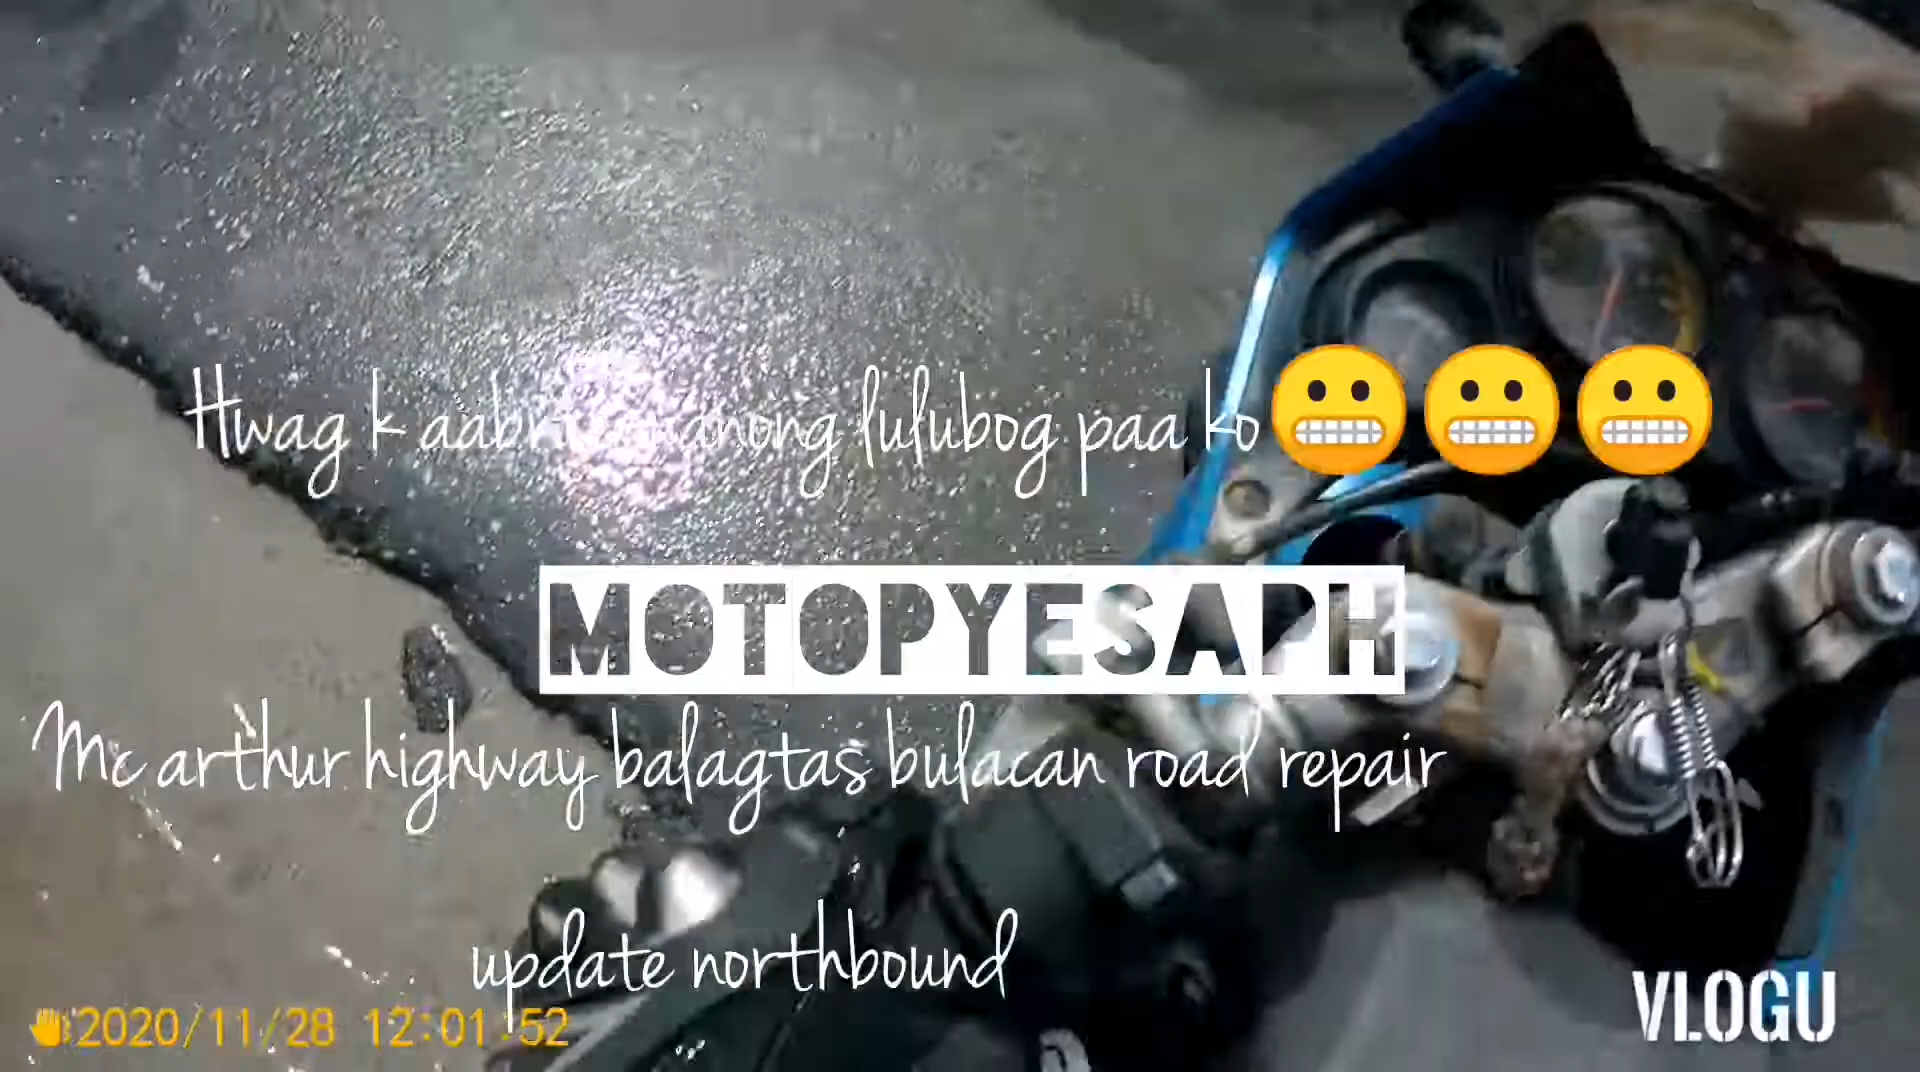 Hwag k aabn anong lulubog paa ko😬😬😬
MOTOPYESAPH
Mc arthur highway balagtas bulacan road repair
update northbound
2020/11/28 12:01:52
VLOGU